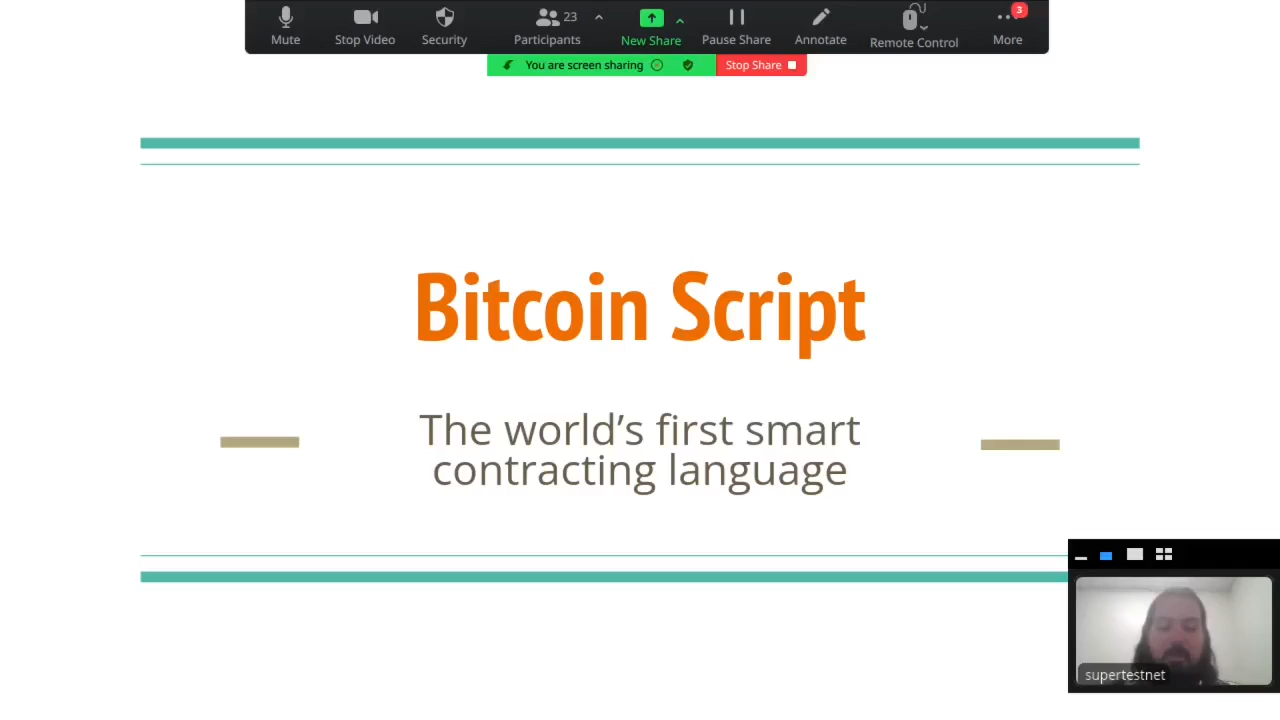 Mute
Stop Video
Security
Participants
23
New Share
Pause Share
Annotate
Remote Control
More
3
You are screen sharing
Stop Share
Bitcoin Script
The world’s first smart
contracting language
supertestnet